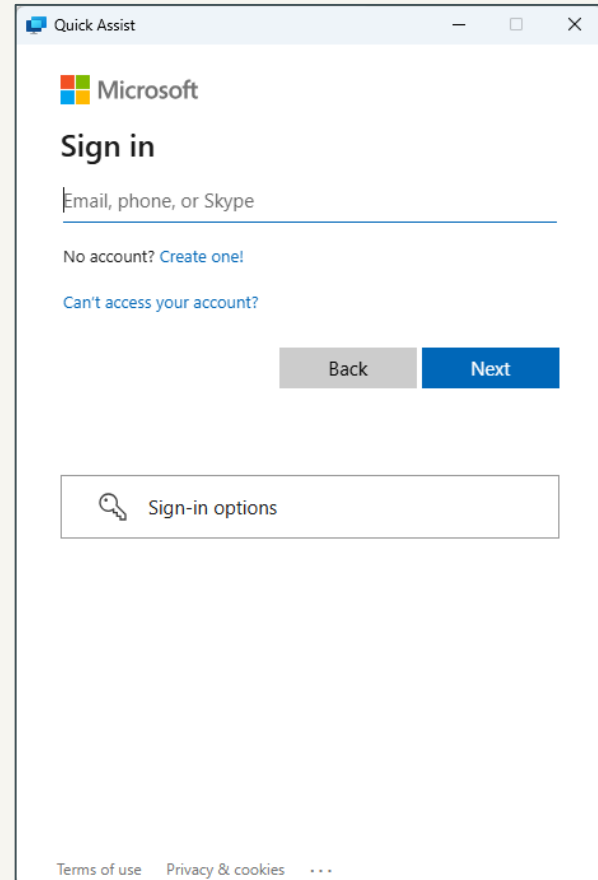 Quick Assist
Microsoft
Sign in
Email, phone, or Skype
No account? Create one!
Can't access your account?
Back Next
Sign-in options
Terms of use Privacy & cookies ...